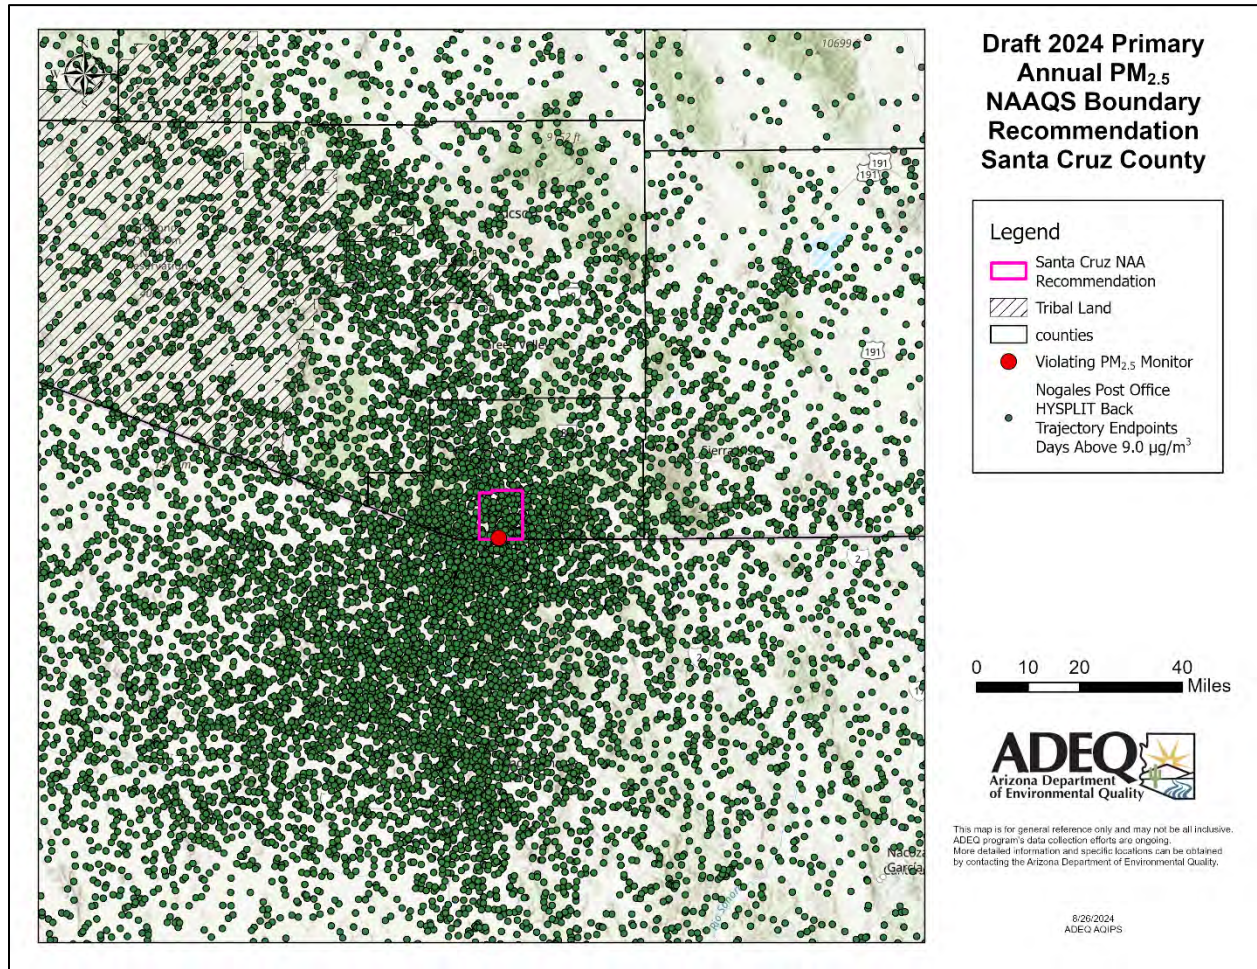 Draft 2024 Primary
Annual PM2.5
NAAQS Boundary
Recommendation
Santa Cruz County
Legend
Santa Cruz NAA
Recommendation
Tribal Land
counties
Violating PM2.5 Monitor
Nogales Post Office
HYSPLIT Back
Trajectory Endpoints
Days Above 9.0 µg/m3
0 10 20 40
Miles
ADEQ
Arizona Department
of Environmental Quality
This map is for general reference only and may not be all inclusive.
ADEQ program's data collection efforts are ongoing.
More detailed information and specific locations can be obtained
by contacting the Arizona Department of Environmental Quality.
8/26/2024
ADEQ AQIPS
10699 ft
191
191
191
Sierra
2
2